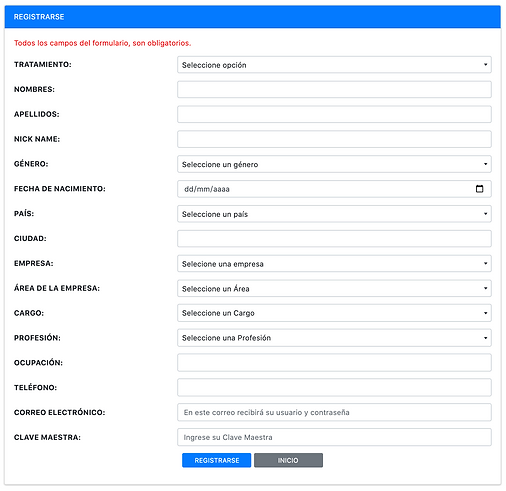 REGISTRARSE
Todos los campos del formulario, son obligatorios.
TRATAMIENTO: Seleccione opción
NOMBRES:
APELLIDOS:
NICK NAME:
GÉNERO: Seleccione un género
FECHA DE NACIMIENTO: dd/mm/aaaa
PAÍS: Seleccione un país
CIUDAD:
EMPRESA: Selecione una empresa
ÁREA DE LA EMPRESA: Seleccione un Área
CARGO: Seleccione un Cargo
PROFESIÓN: Seleccione una Profesión
OCUPACIÓN:
TELÉFONO:
CORREO ELECTRÓNICO: En este correo recibirá su usuario y contraseña
CLAVE MAESTRA: Ingrese su Clave Maestra
REGISTRARSE INICIO